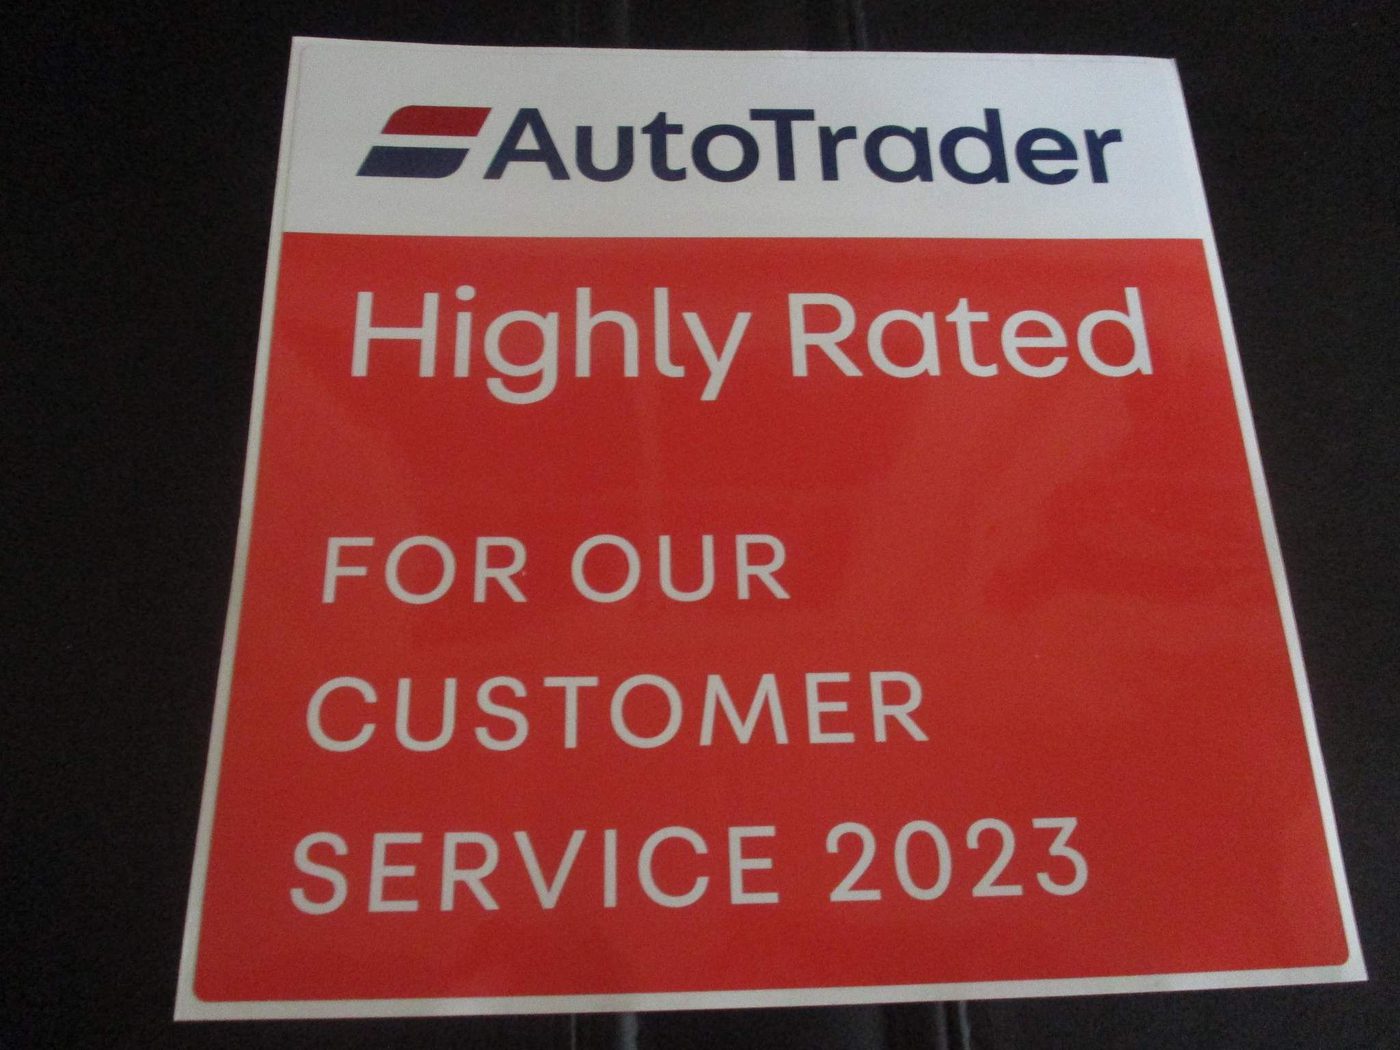 AutoTrader
Highly Rated
FOR OUR
CUSTOMER
SERVICE 2023